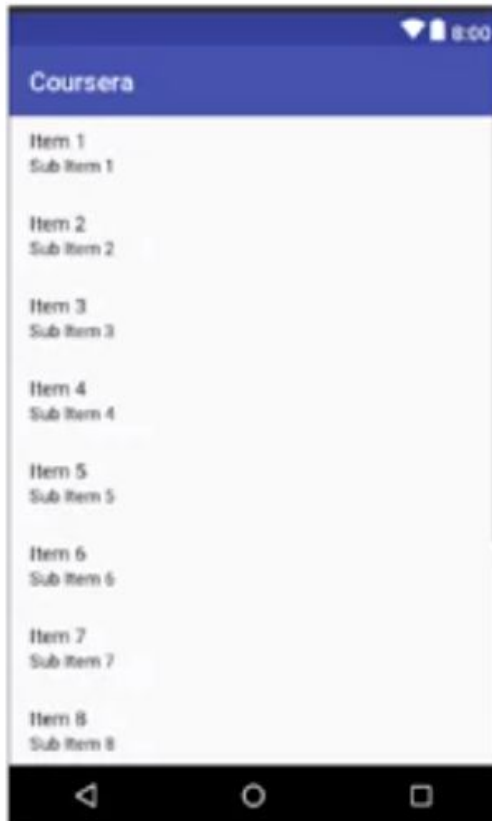 8:00
Coursera
Item 1
Sub Item 1
Item 2
Sub Item 2
Item 3
Sub Item 3
Item 4
Sub Item 4
Item 5
Sub Item 5
Item 6
Sub Item 6
Item 7
Sub Item 7
Item 8
Sub Item 8